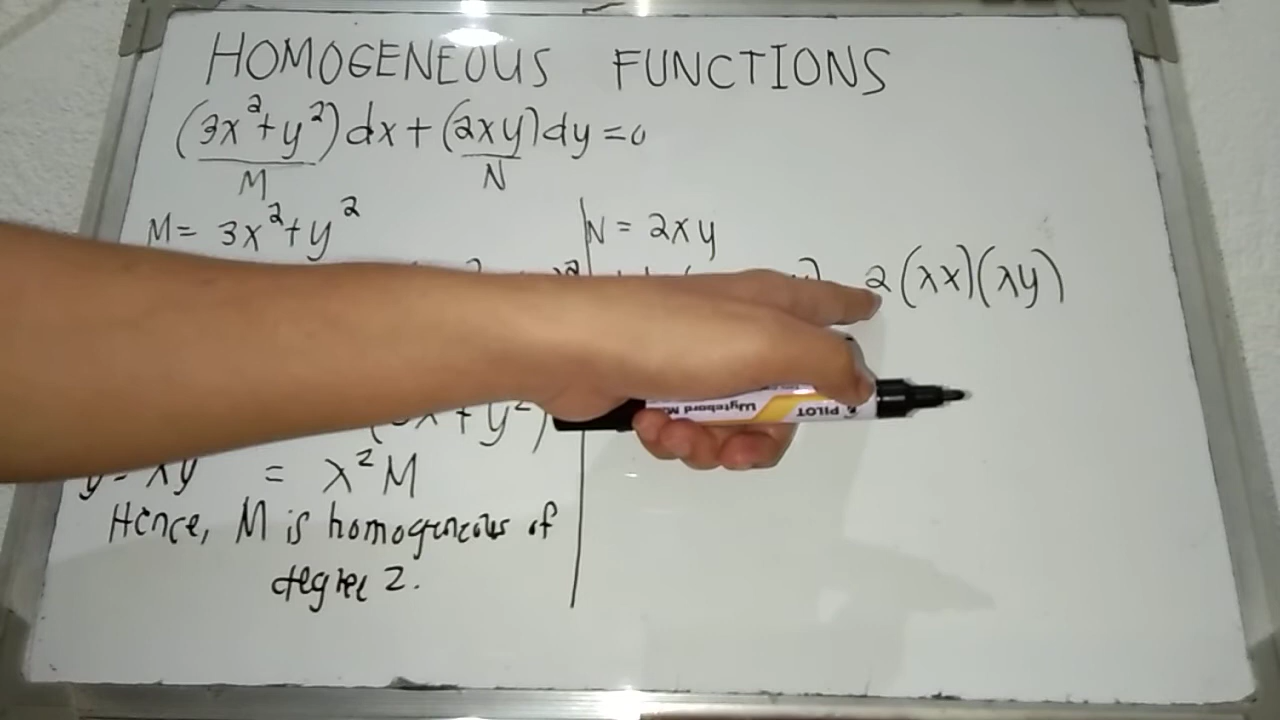 HOMOGENEOUS FUNCTIONS
(3x²+y²)dx+(2xy)dy=0
M
N
M= 3x²+y²
= λ²M
Hence, M is homogeneous of
degree 2.
N = 2xy
2(λx)(λy)
PILOT
Wytebord